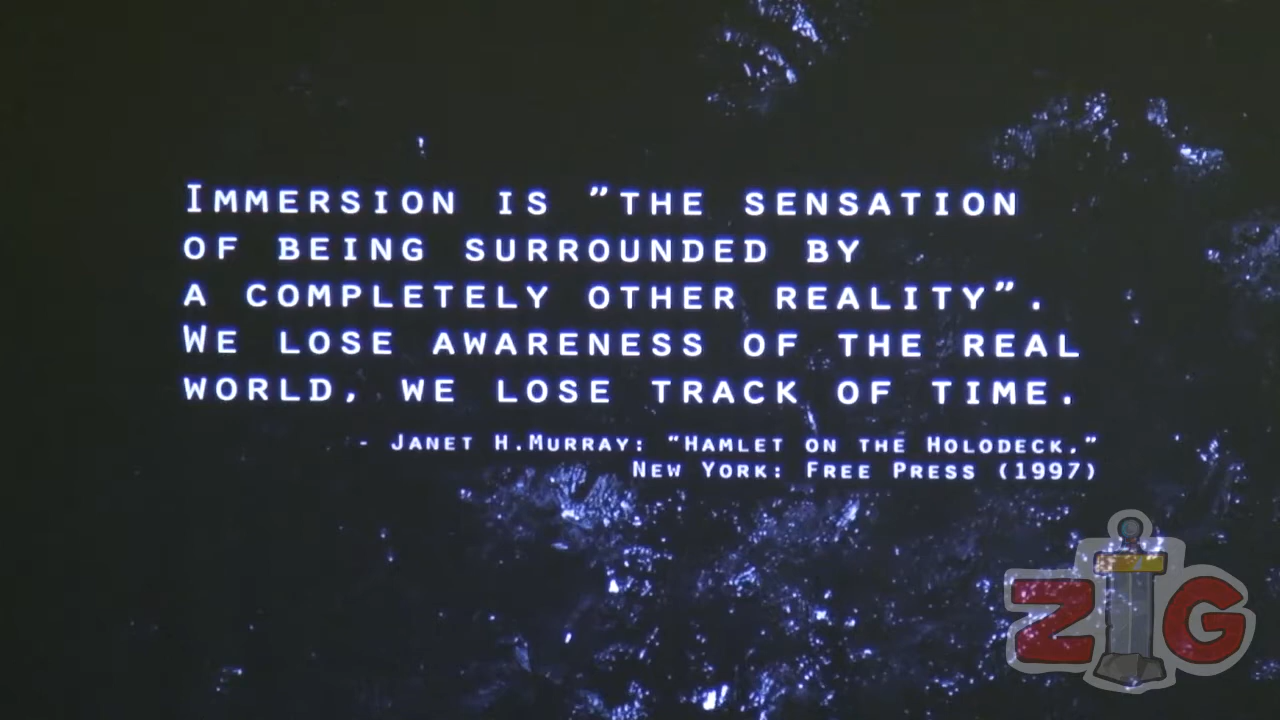 Immersion is "the sensation
of being surrounded by
a completely other reality".
We lose awareness of the real
world, we lose track of time.
- Janet H.Murray: "Hamlet on the Holodeck."
New York: Free Press (1997)
ZIG